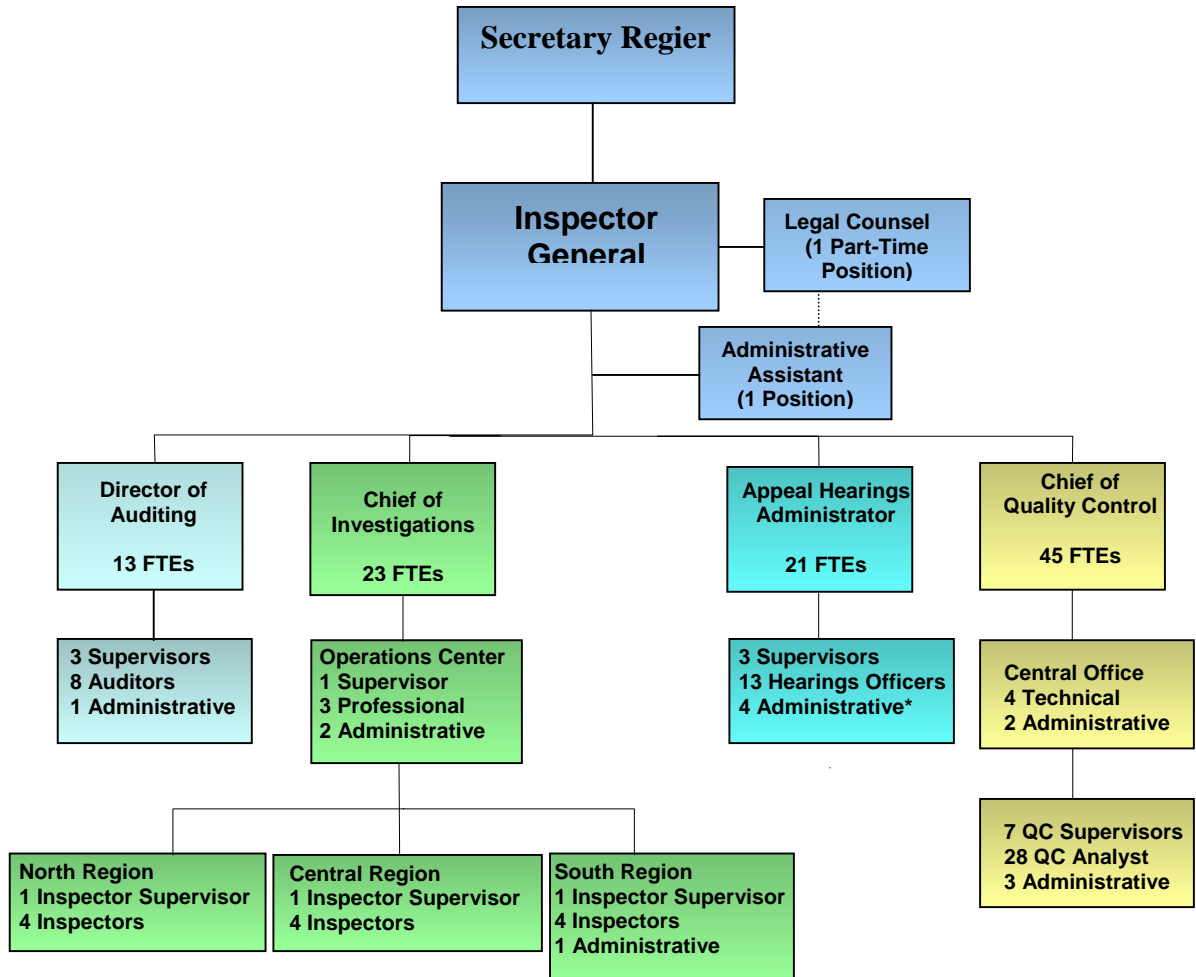 Secretary Regier
Inspector
General
Legal Counsel
(1 Part-Time
Position)
Administrative
Assistant
(1 Position)
Director of
Auditing
13 FTEs
Chief of
Investigations
23 FTEs
Appeal Hearings
Administrator
21 FTEs
Chief of
Quality Control
45 FTEs
3 Supervisors
8 Auditors
1 Administrative
Operations Center
1 Supervisor
3 Professional
2 Administrative
3 Supervisors
13 Hearings Officers
4 Administrative*
Central Office
4 Technical
2 Administrative
North Region
1 Inspector Supervisor
4 Inspectors
Central Region
1 Inspector Supervisor
4 Inspectors
South Region
1 Inspector Supervisor
4 Inspectors
1 Administrative
7 QC Supervisors
28 QC Analyst
3 Administrative